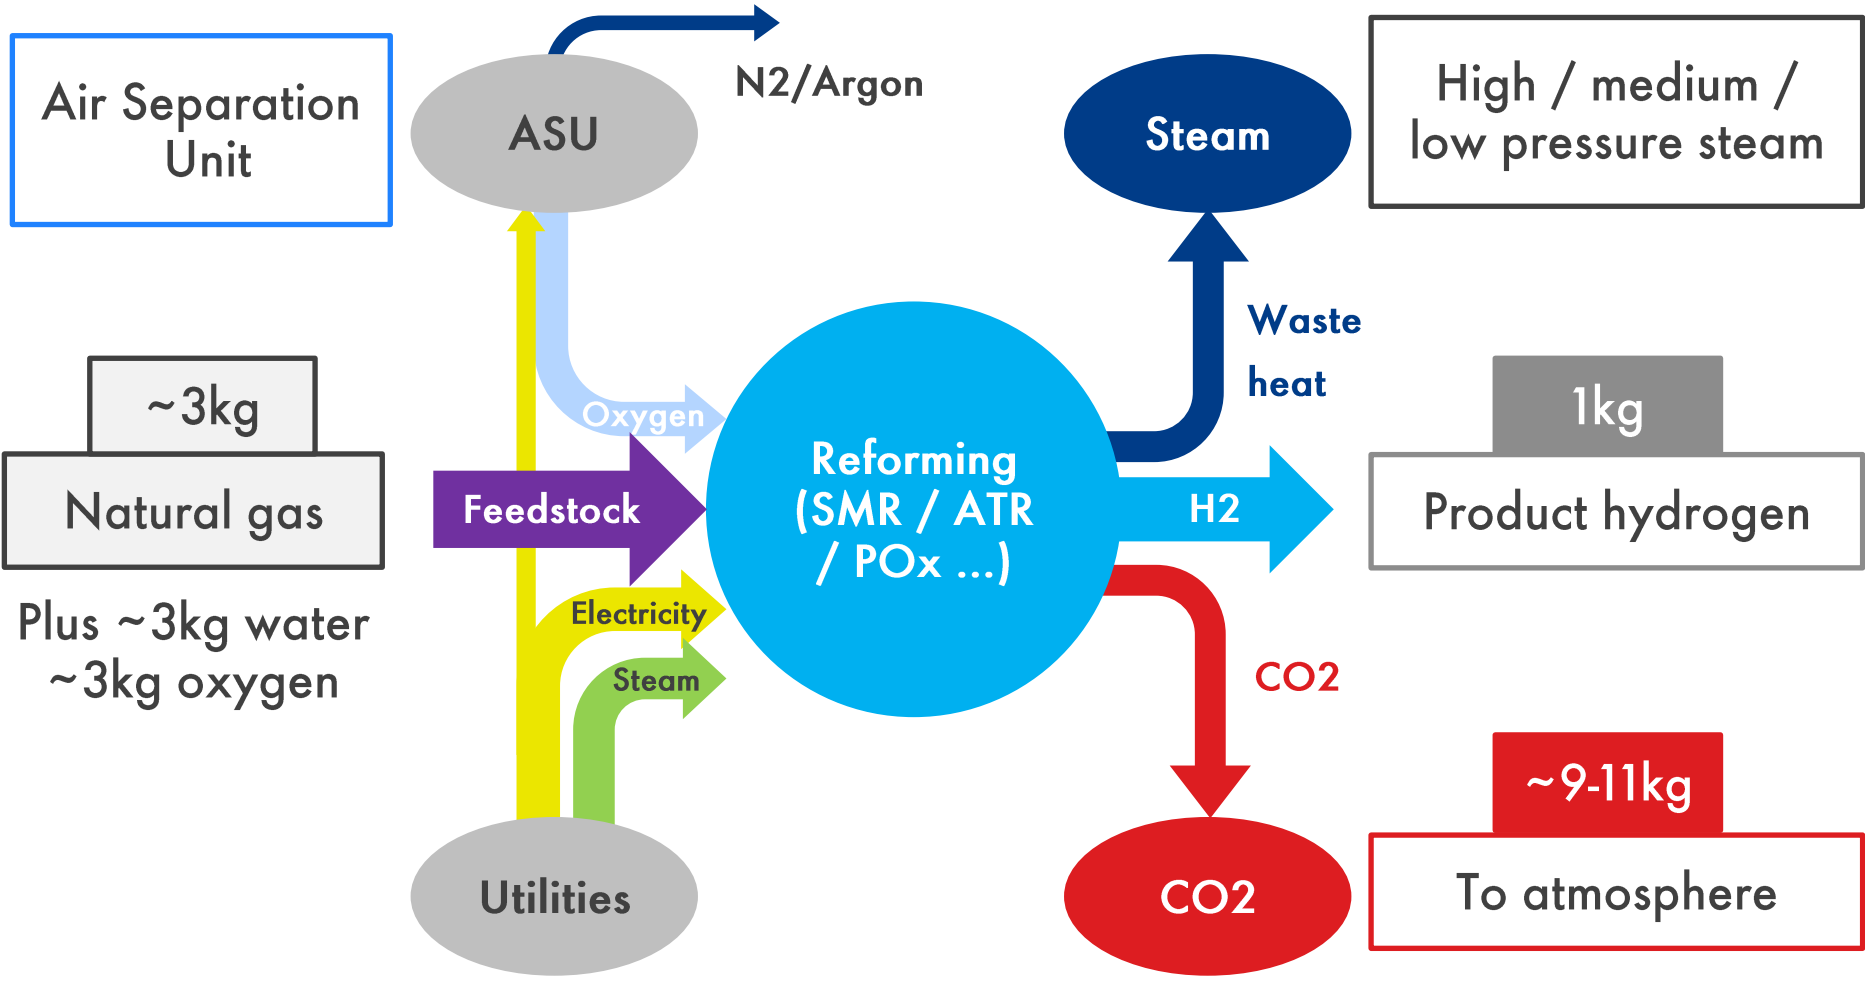 Air Separation
Unit
ASU
N2/Argon
Steam
High / medium /
low pressure steam
Waste
heat
~3kg
Natural gas
Plus ~3kg water
~3kg oxygen
Oxygen
Feedstock
Electricity
Steam
Reforming
(SMR / ATR
/ POx ...)
H2
1kg
Product hydrogen
CO2
Utilities
CO2
~9-11kg
To atmosphere